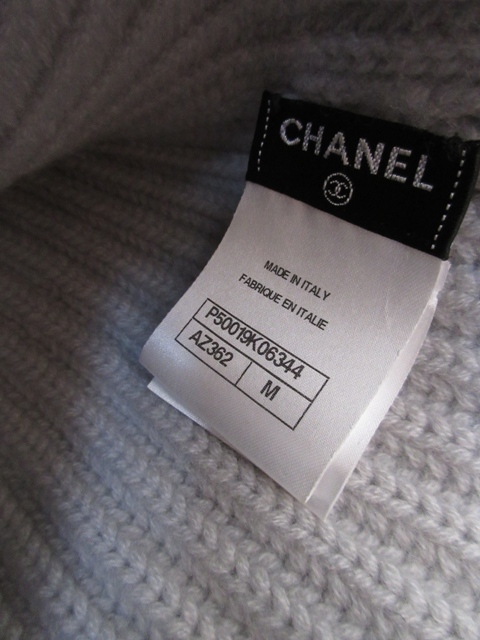 CHANEL
MADE IN ITALY
FABRIQUE EN ITALIE
P50019K06344
AZ362 M